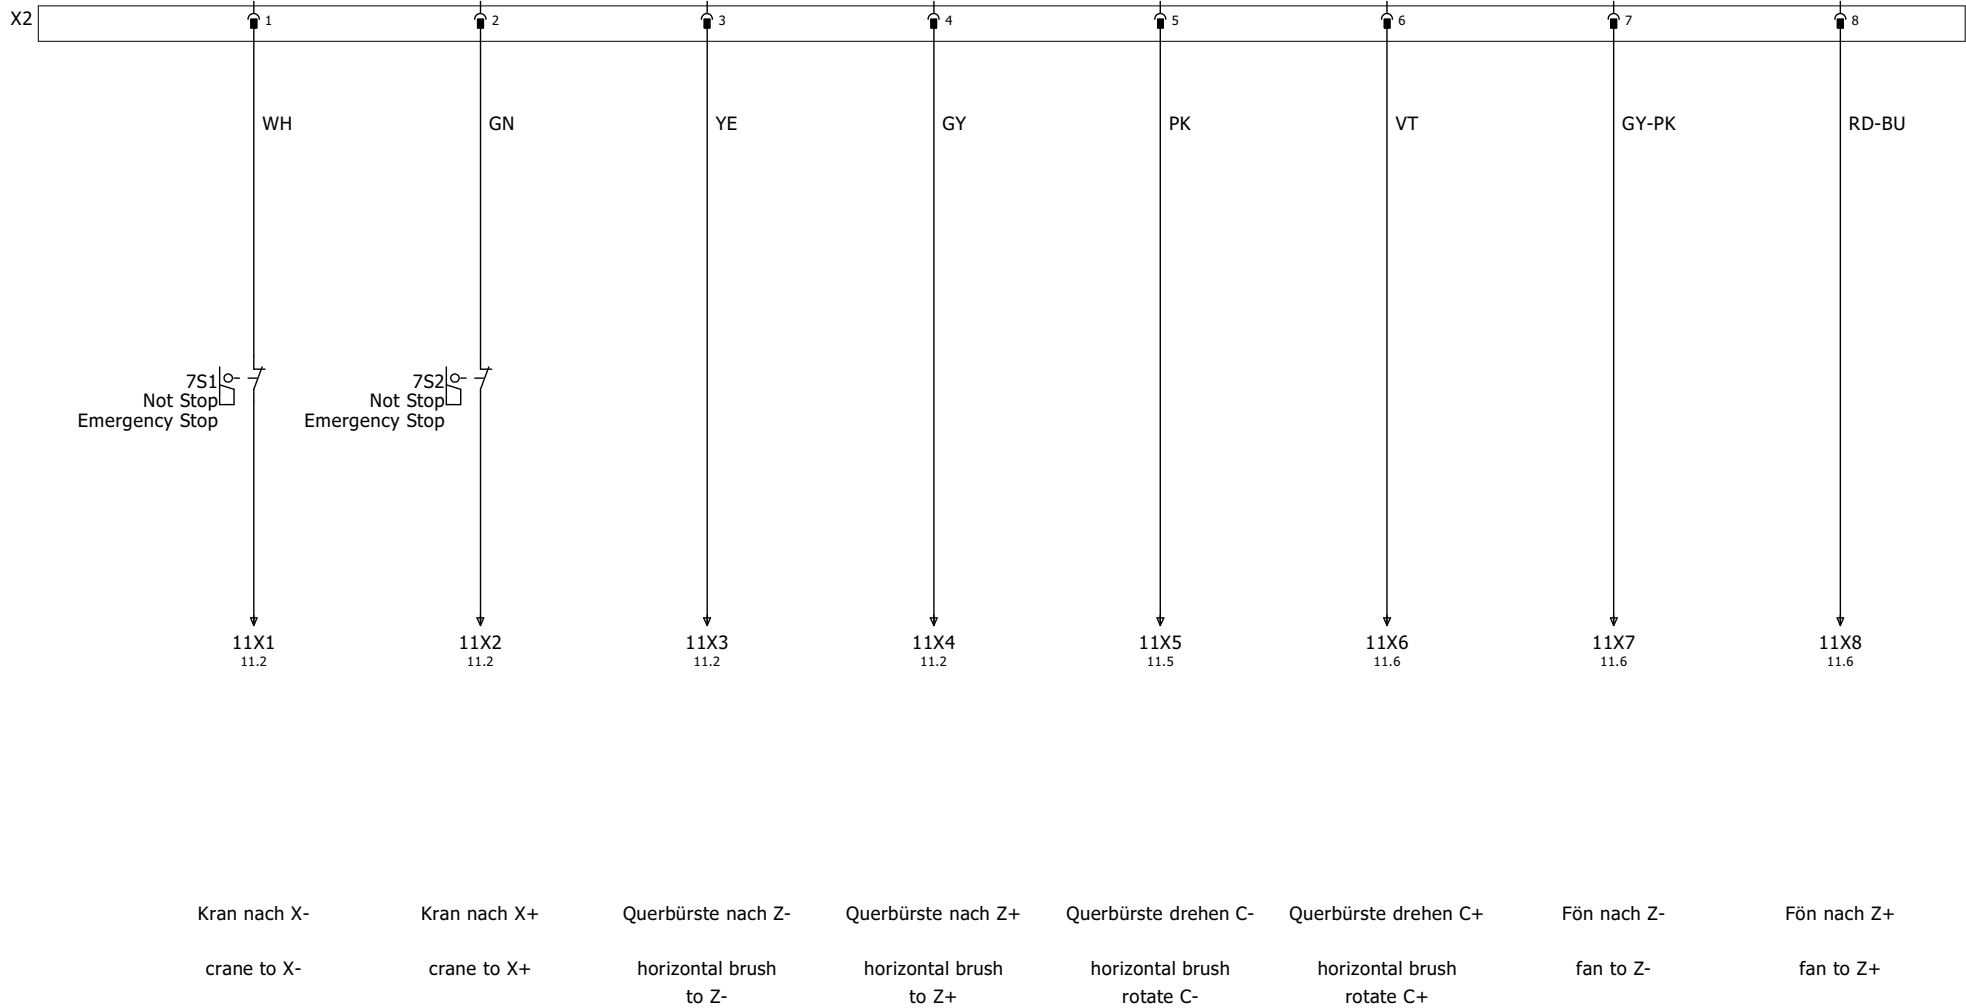 X2 1 2 3 4 5 6 7 8
WH GN YE GY PK VT GY-PK RD-BU
7S1 7S2
Not Stop Not Stop
Emergency Stop Emergency Stop
11X1 11X2 11X3 11X4 11X5 11X6 11X7 11X8
11.2 11.2 11.2 11.2 11.5 11.6 11.6 11.6
Kran nach X- Kran nach X+ Querbürste nach Z- Querbürste nach Z+ Querbürste drehen C- Querbürste drehen C+ Fön nach Z- Fön nach Z+
crane to X- crane to X+ horizontal brush horizontal brush horizontal brush horizontal brush fan to Z- fan to Z+
to Z- to Z+ rotate C- rotate C+